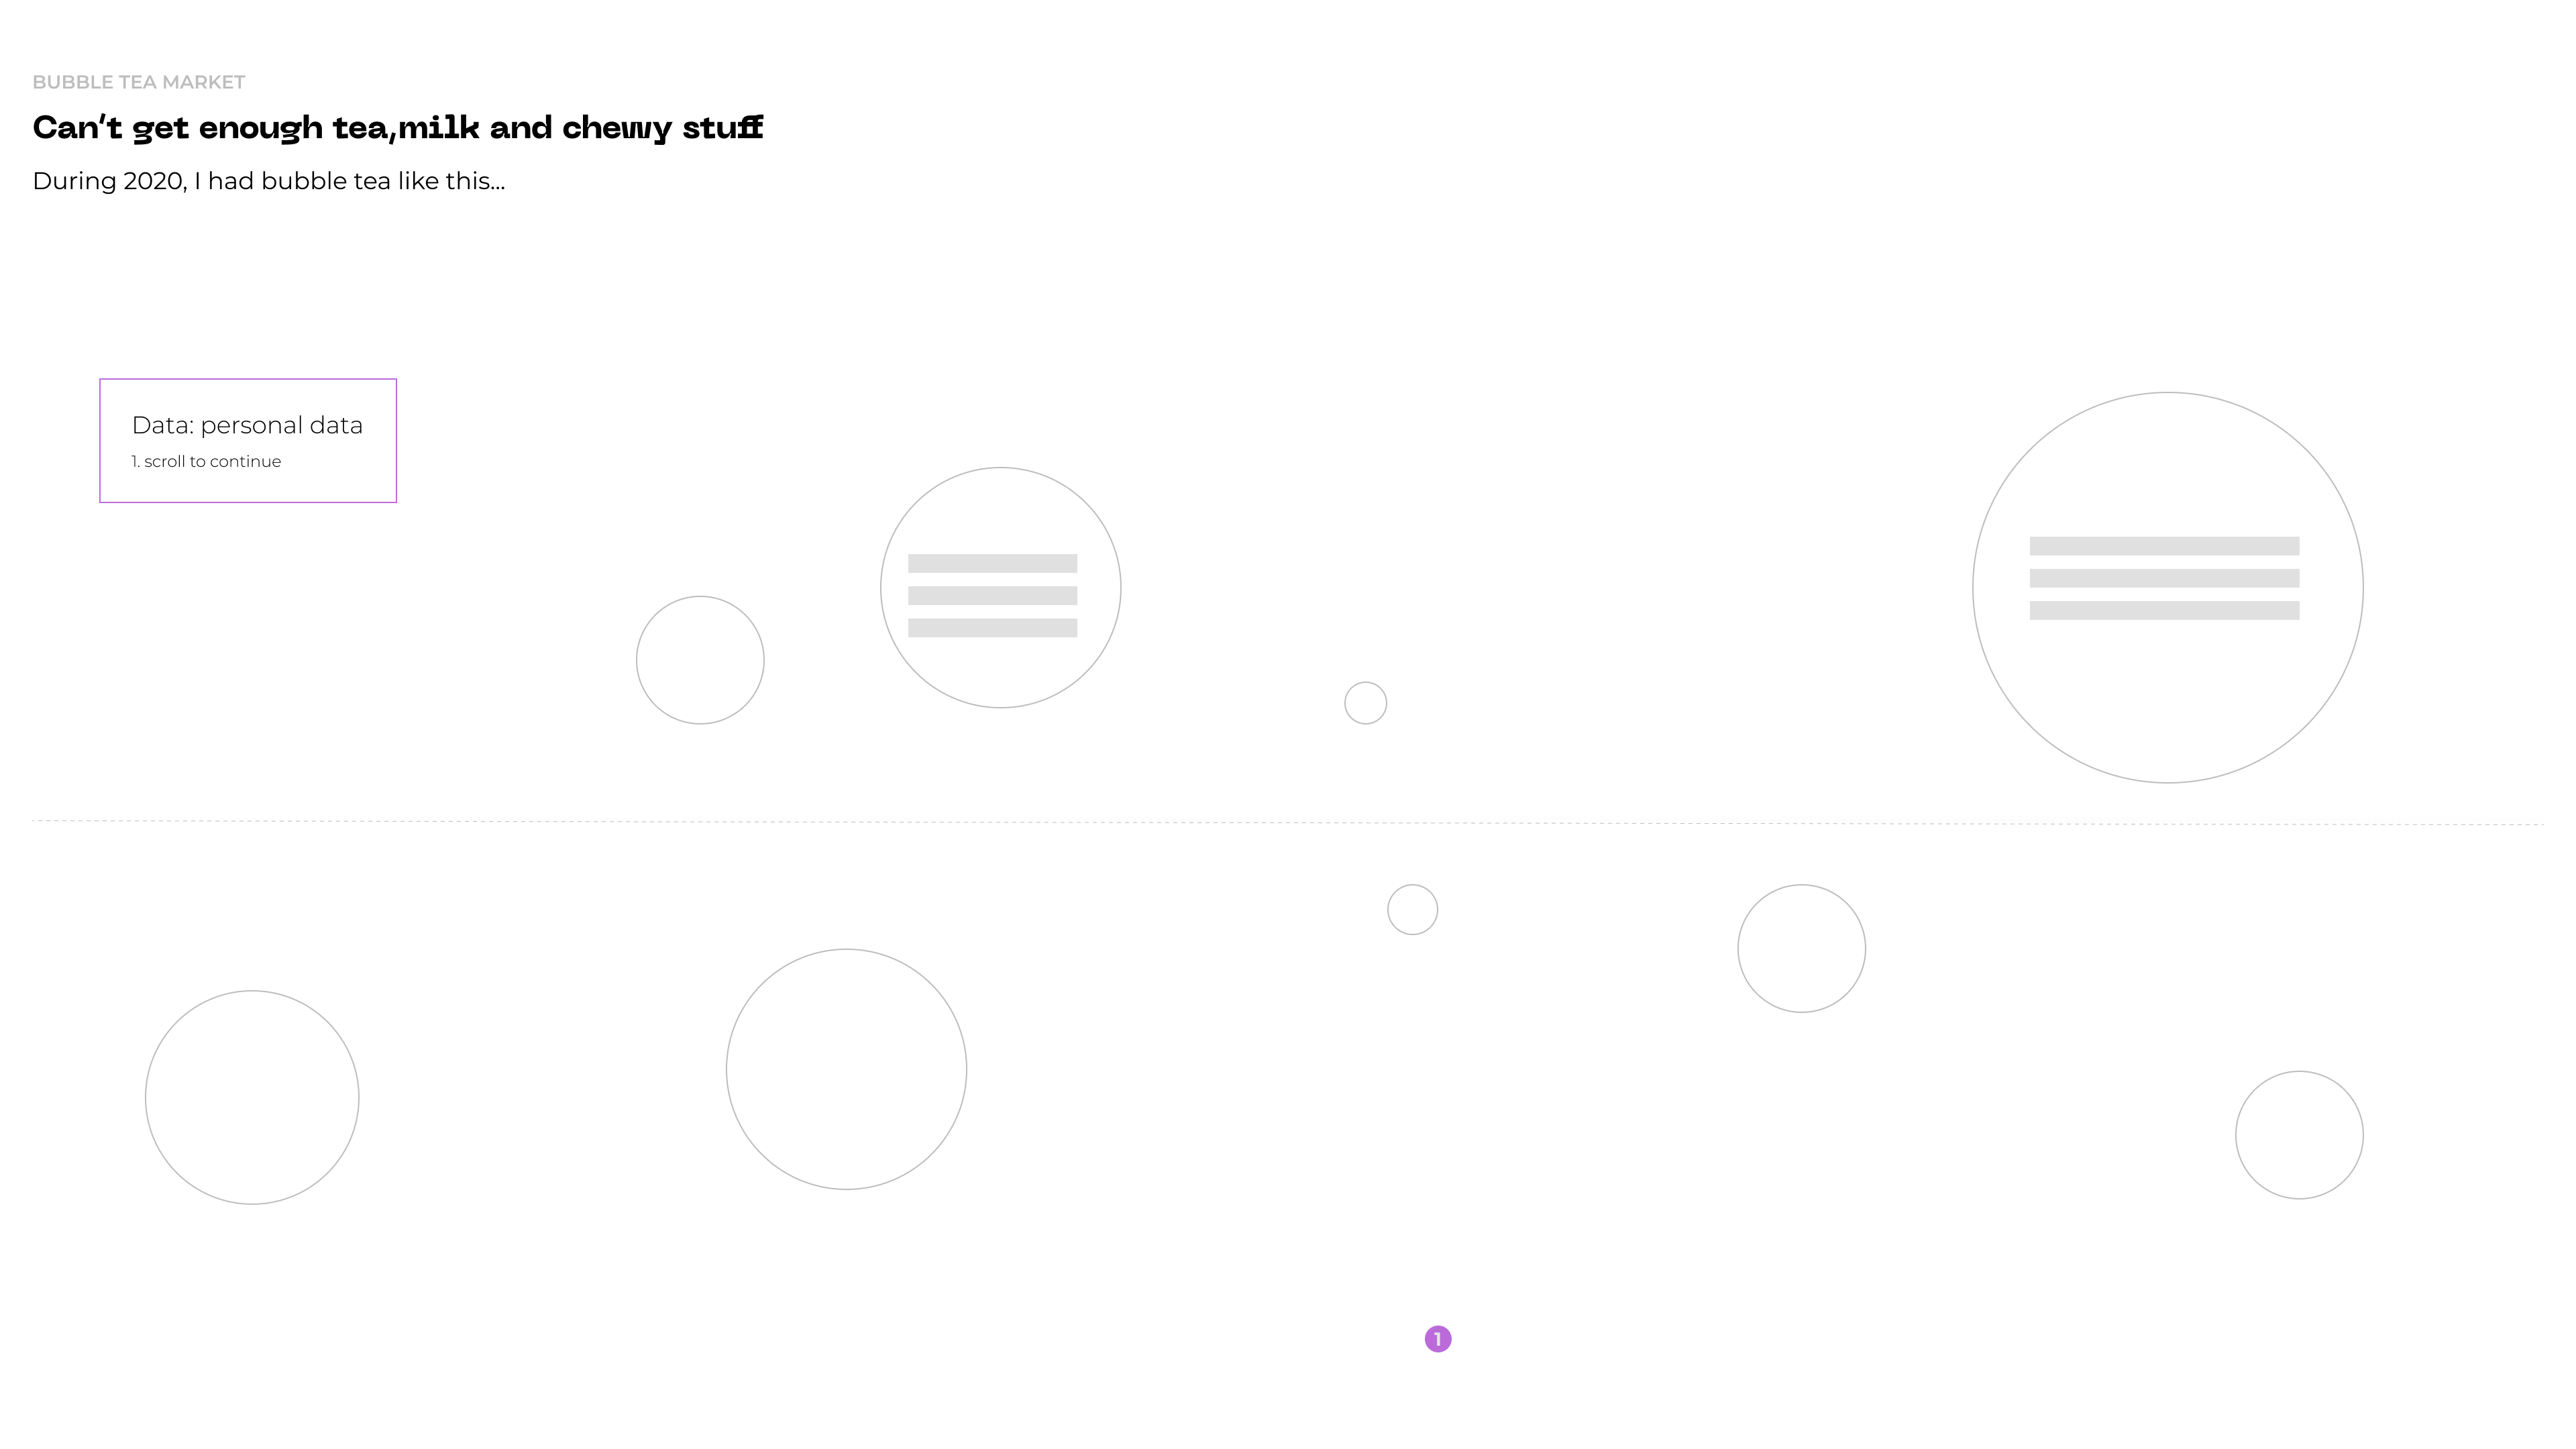 BUBBLE TEA MARKET
Can't get enough tea,milk and chewy stuff
During 2020, I had bubble tea like this...
Data: personal data
1. scroll to continue
1